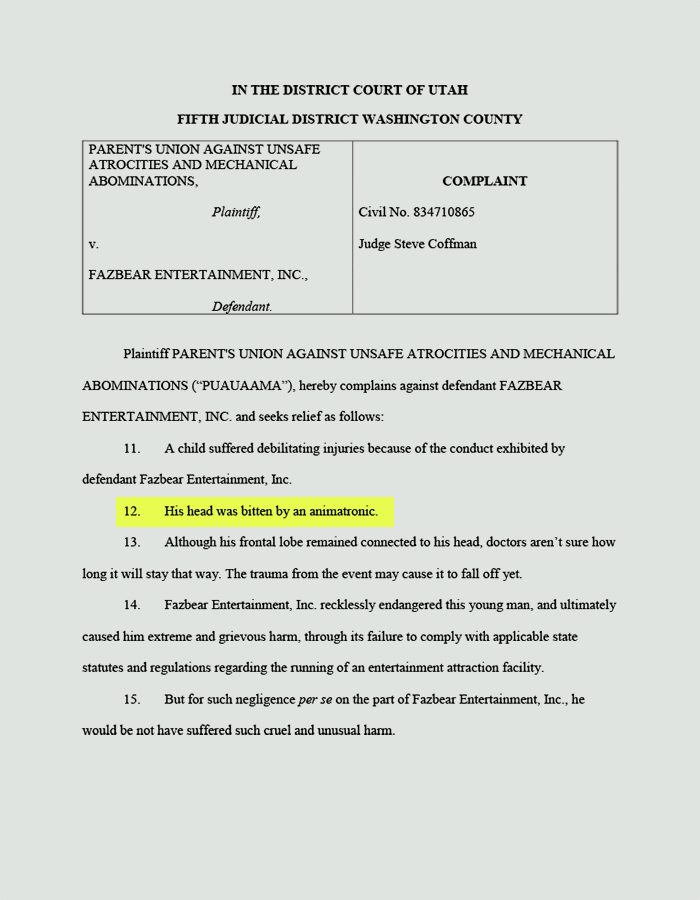 IN THE DISTRICT COURT OF UTAH
FIFTH JUDICIAL DISTRICT WASHINGTON COUNTY
PARENT'S UNION AGAINST UNSAFE
ATROCITIES AND MECHANICAL
ABOMINATIONS,
Plaintiff,
v.
FAZBEAR ENTERTAINMENT, INC.,
Defendant.
COMPLAINT
Civil No. 834710865
Judge Steve Coffman
Plaintiff PARENT'S UNION AGAINST UNSAFE ATROCITIES AND MECHANICAL
ABOMINATIONS (“PUAUAAMA”), hereby complains against defendant FAZBEAR
ENTERTAINMENT, INC. and seeks relief as follows:
11. A child suffered debilitating injuries because of the conduct exhibited by
defendant Fazbear Entertainment, Inc.
12. His head was bitten by an animatronic.
13. Although his frontal lobe remained connected to his head, doctors aren’t sure how
long it will stay that way. The trauma from the event may cause it to fall off yet.
14. Fazbear Entertainment, Inc. recklessly endangered this young man, and ultimately
caused him extreme and grievous harm, through its failure to comply with applicable state
statutes and regulations regarding the running of an entertainment attraction facility.
15. But for such negligence per se on the part of Fazbear Entertainment, Inc., he
would be not have suffered such cruel and unusual harm.